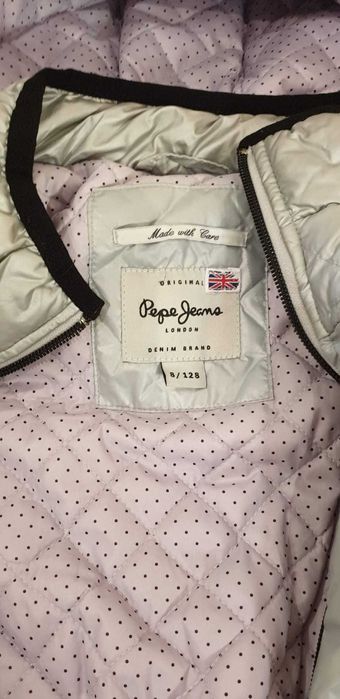 Made with Care
ORIGINAL
Pepe Jeans
LONDON
DENIM BRAND
8/128